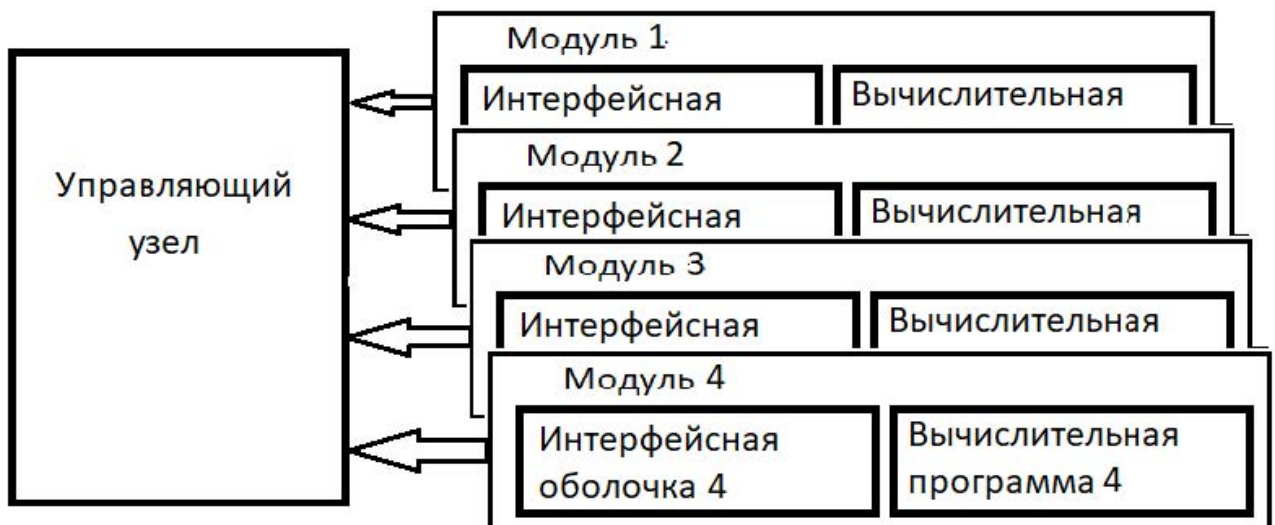 Модуль 1
Интерфейсная
Вычислительная
Модуль 2
Интерфейсная
Вычислительная
Модуль 3
Интерфейсная
Вычислительная
Модуль 4
Интерфейсная
оболочка 4
Вычислительная
программа 4
Управляющий
узел